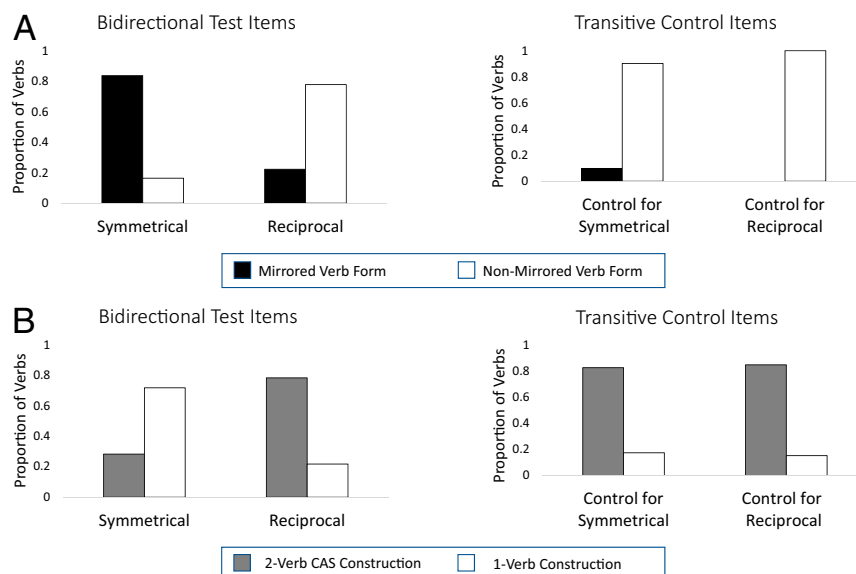 A
Bidirectional Test Items
Proportion of Verbs
1
0.8
0.6
0.4
0.2
0
Symmetrical
Reciprocal
Transitive Control Items
Proportion of Verbs
1
0.8
0.6
0.4
0.2
0
Control for
Symmetrical
Control for
Reciprocal
Mirrored Verb Form
Non-Mirrored Verb Form
B
Bidirectional Test Items
Proportion of Verbs
1
0.8
0.6
0.4
0.2
0
Symmetrical
Reciprocal
Transitive Control Items
Proportion of Verbs
1
0.8
0.6
0.4
0.2
0
Control for
Symmetrical
Control for
Reciprocal
2-Verb CAS Construction
1-Verb Construction